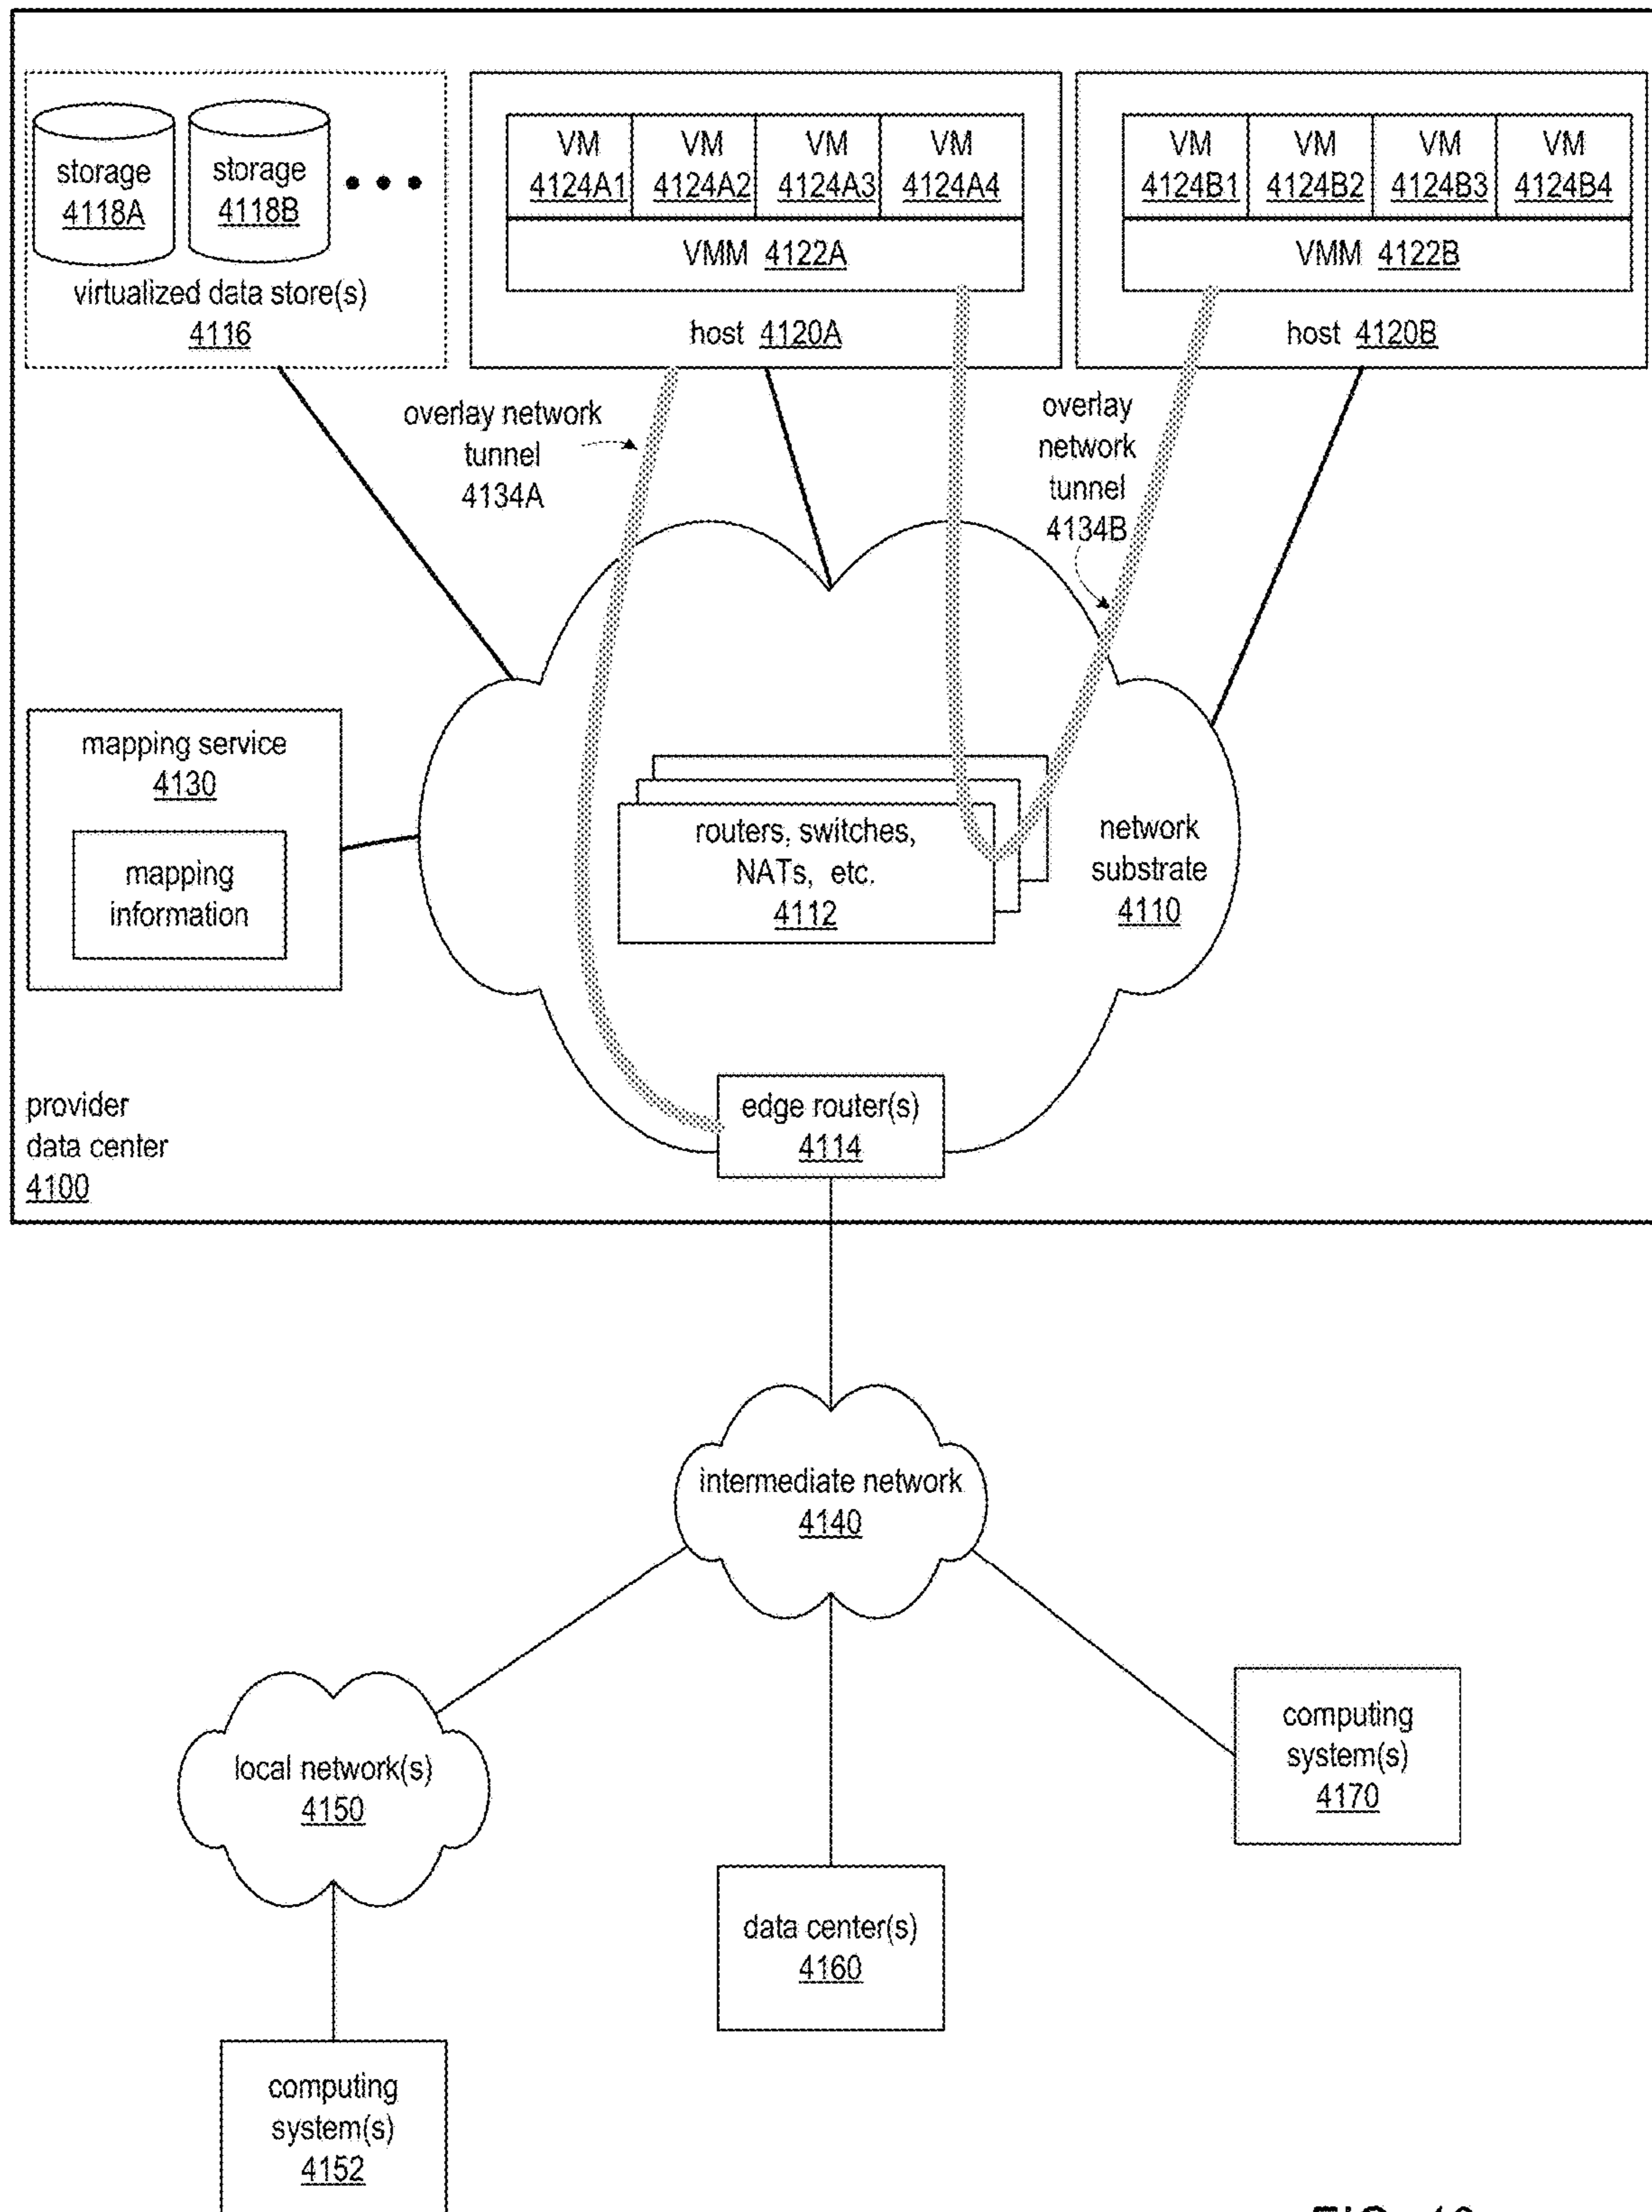 storage
4118A
storage
4118B
virtualized data store(s)
4116
VM
4124A1
VM
4124A2
VM
4124A3
VM
4124A4
VMM 4122A
host 4120A
VM
4124B1
VM
4124B2
VM
4124B3
VM
4124B4
VMM 4122B
host 4120B
overlay network
tunnel
4134A
overlay
network
tunnel
4134B
mapping service
4130
mapping
information
routers, switches,
NATs, etc.
4112
network
substrate
4110
edge router(s)
4114
provider
data center
4100
intermediate network
4140
local network(s)
4150
computing
system(s)
4170
data center(s)
4160
computing
system(s)
4152